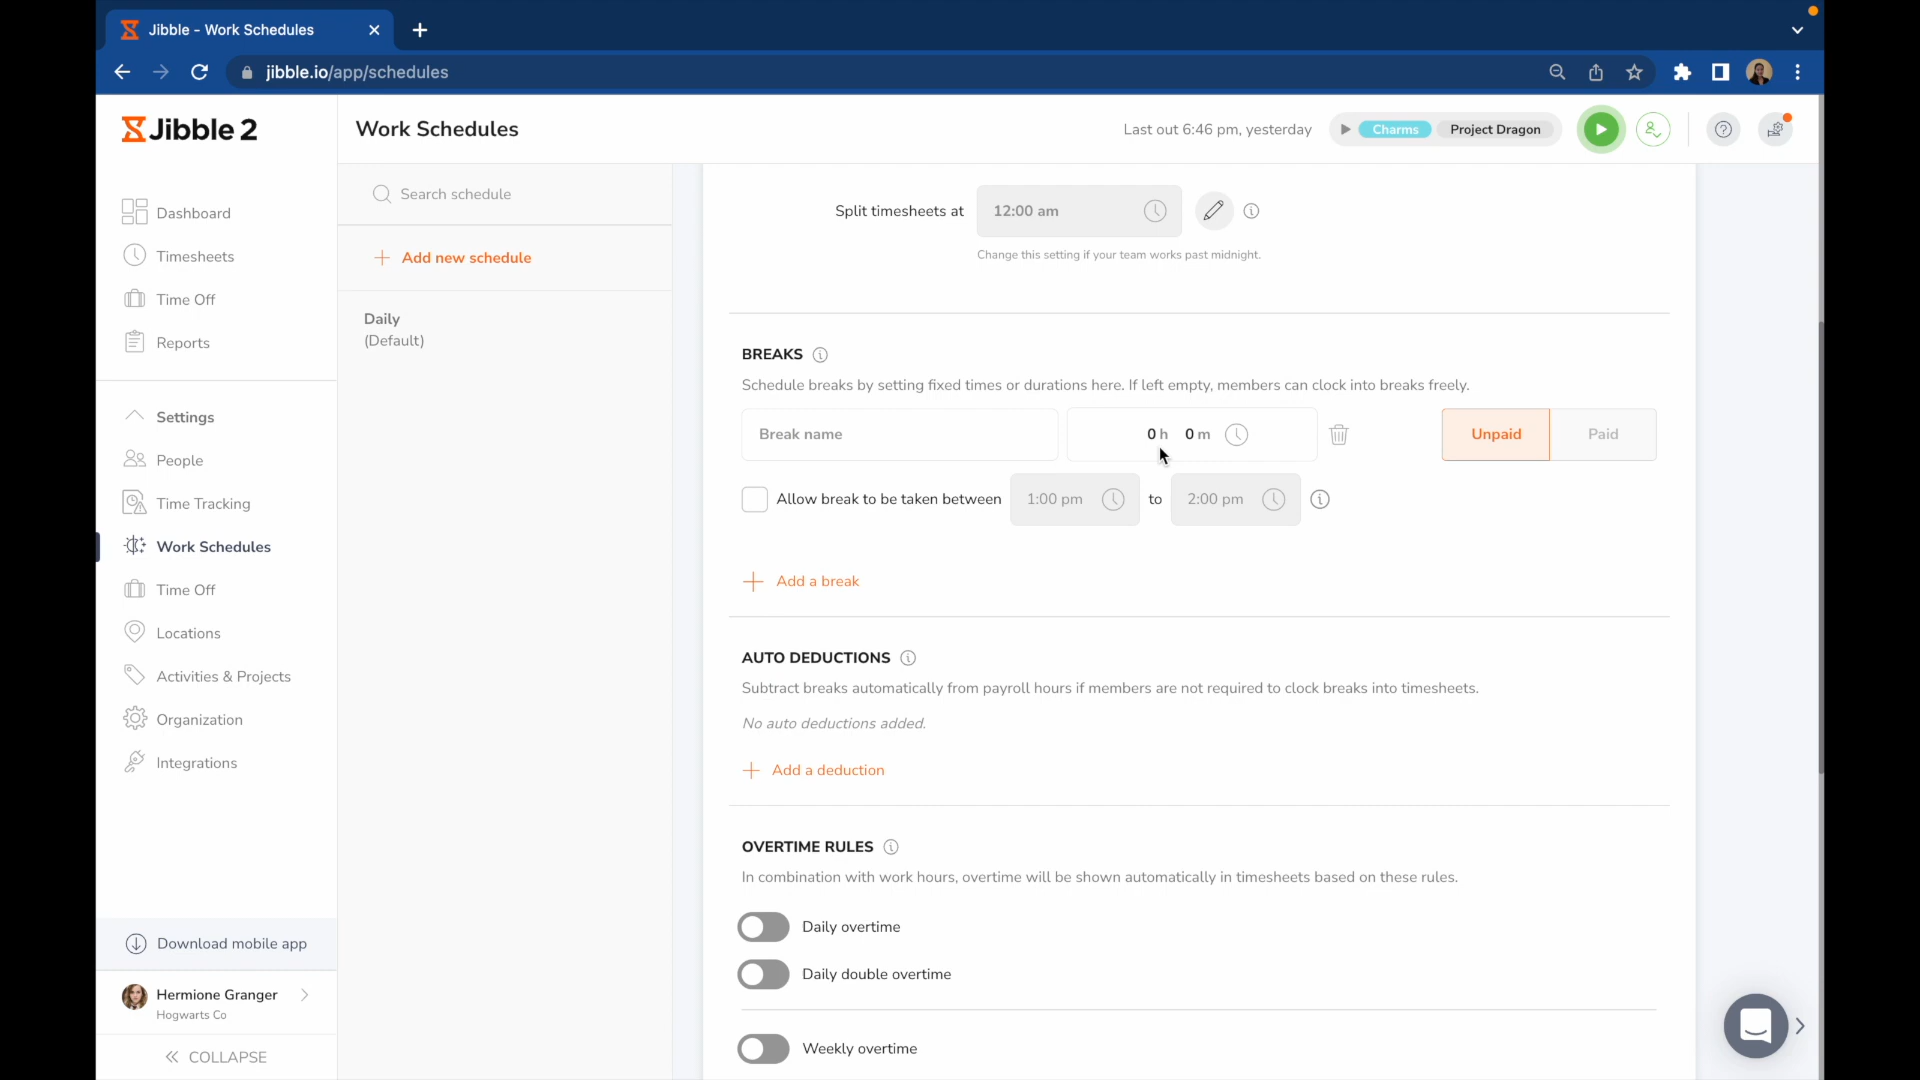 Jibble - Work Schedules
jibble.io/app/schedules
Jibble 2
Work Schedules
Last out 6:46 pm, yesterday
Charms
Project Dragon
Dashboard
Timesheets
Time Off
Reports
Settings
People
Time Tracking
Work Schedules
Time Off
Locations
Activities & Projects
Organization
Integrations
Download mobile app
Hermione Granger
Hogwarts Co
COLLAPSE
Search schedule
Add new schedule
Daily
(Default)
Split timesheets at 12:00 am
Change this setting if your team works past midnight.
BREAKS
Schedule breaks by setting fixed times or durations here. If left empty, members can clock into breaks freely.
Break name 0 h 0 m Unpaid Paid
Allow break to be taken between 1:00 pm to 2:00 pm
Add a break
AUTO DEDUCTIONS
Subtract breaks automatically from payroll hours if members are not required to clock breaks into timesheets.
No auto deductions added.
Add a deduction
OVERTIME RULES
In combination with work hours, overtime will be shown automatically in timesheets based on these rules.
Daily overtime
Daily double overtime
Weekly overtime